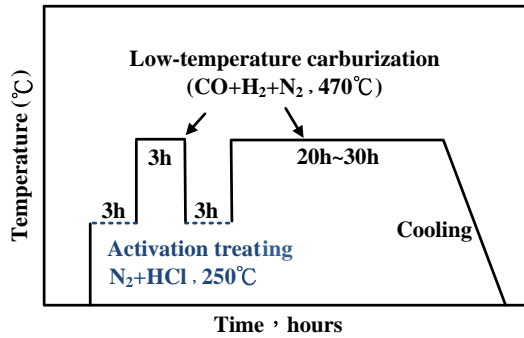 Low-temperature carburization
(CO+H₂+N₂, 470℃)
3h
20h~30h
3h
3h
Activation treating
N₂+HCl, 250℃
Cooling
Temperature(℃)
Time，hours